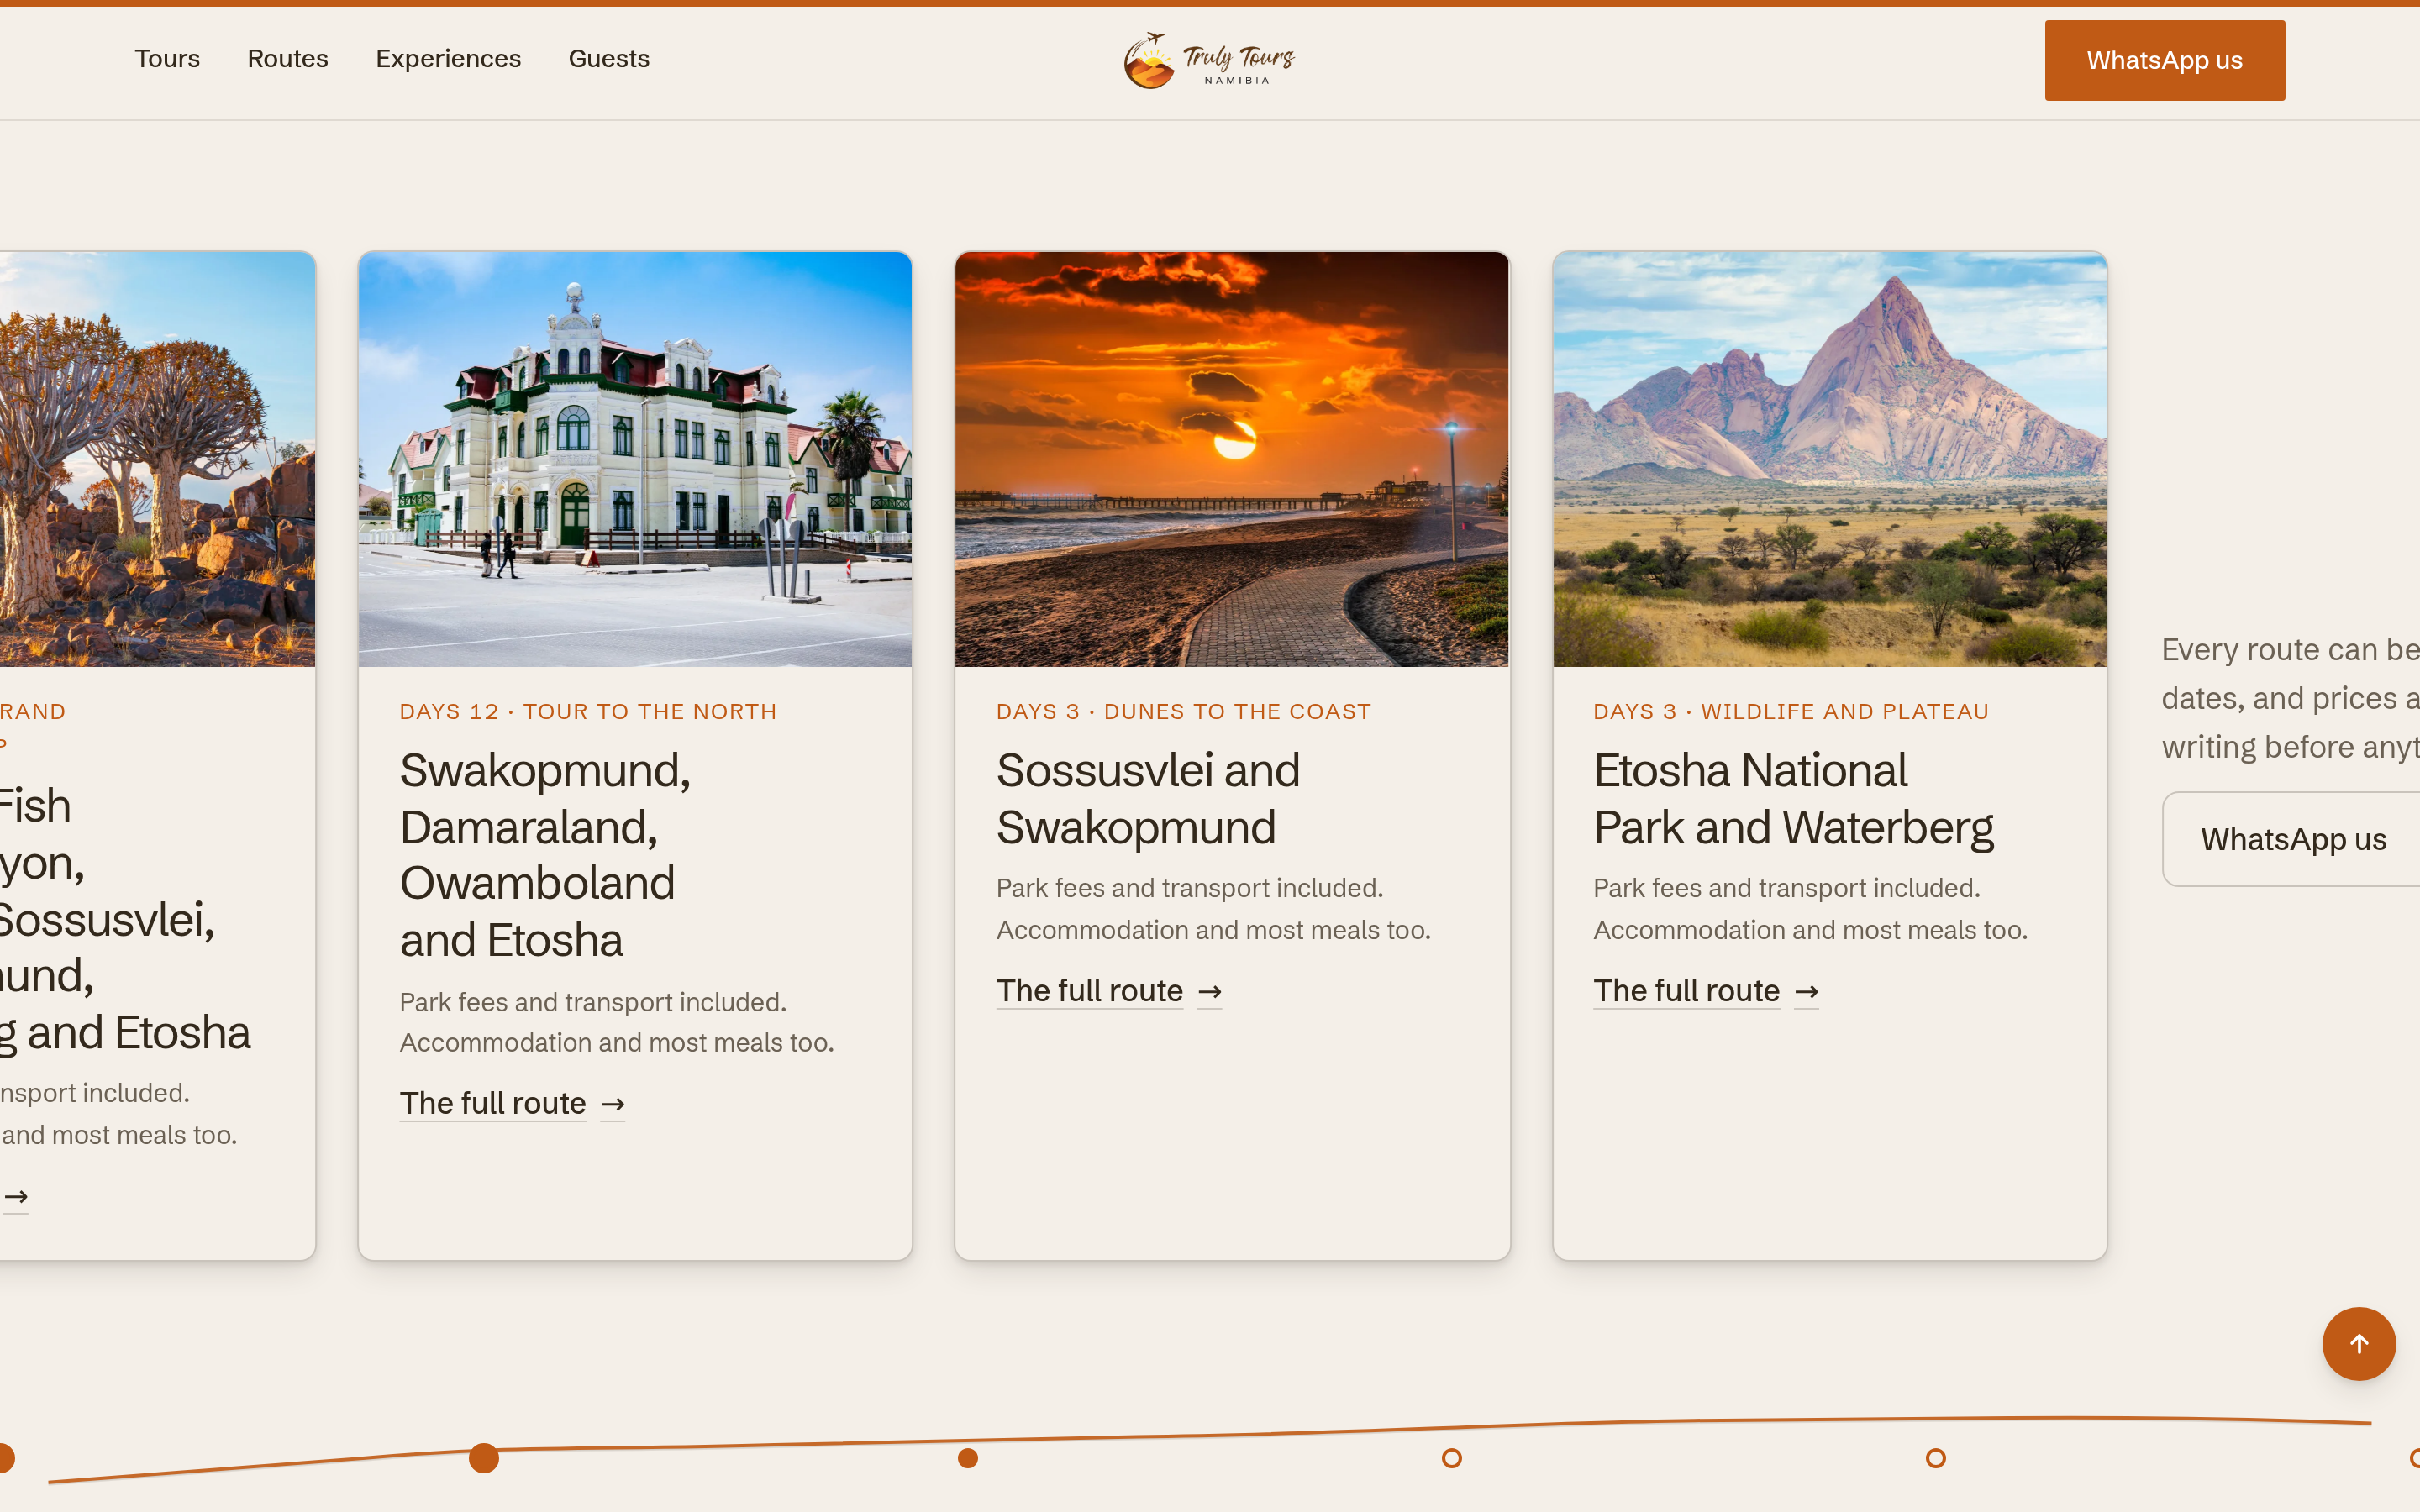 Tours
Routes
Experiences
Guests
Truly Tours
NAMIBIA
WhatsApp us
RAND
Fish
yon,
Sossusvlei,
und,
g and Etosha
nsport included.
and most meals too.
→
DAYS 12 · TOUR TO THE NORTH
Swakopmund,
Damaraland,
Owamboland
and Etosha
Park fees and transport included.
Accommodation and most meals too.
The full route →
DAYS 3 · DUNES TO THE COAST
Sossusvlei and
Swakopmund
Park fees and transport included.
Accommodation and most meals too.
The full route →
DAYS 3 · WILDLIFE AND PLATEAU
Etosha National
Park and Waterberg
Park fees and transport included.
Accommodation and most meals too.
The full route →
Every route can be
dates, and prices a
writing before anyt
WhatsApp us